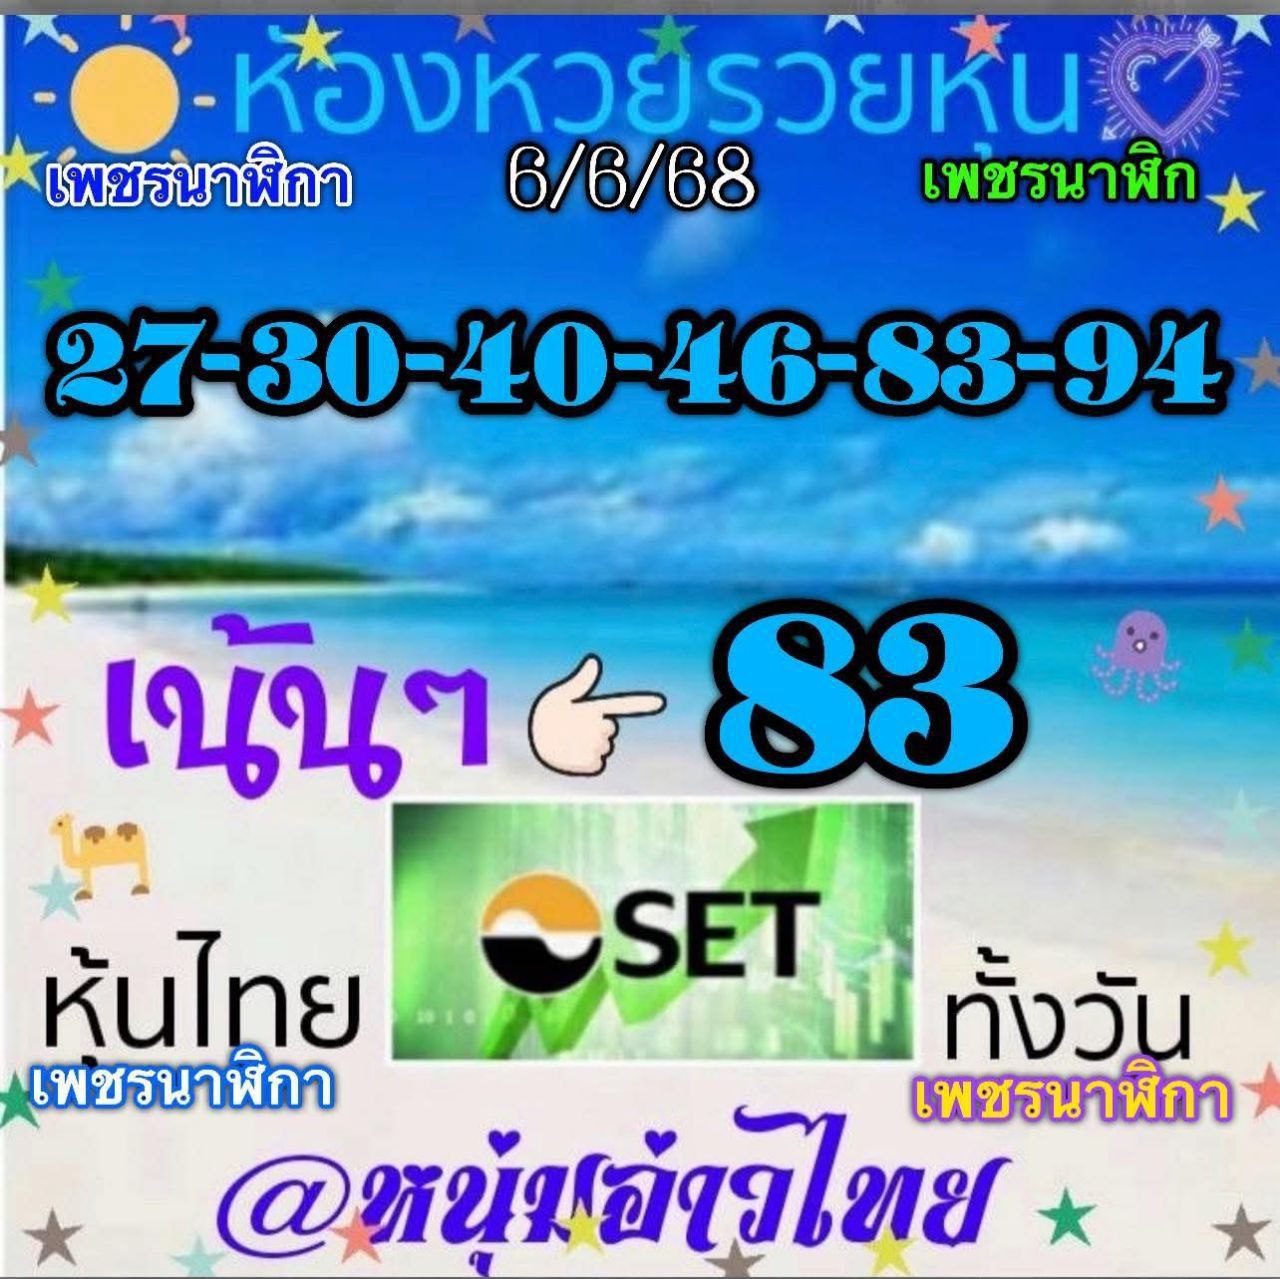 ห้องหวยรวยหุ้น
เพชรนาฬิกา 6/6/68 เพชรนาฬิก
27-30-40-46-83-94
เน้นๆ 83
SET
หุ้นไทย ทั้งวัน
เพชรนาฬิกา เพชรนาฬิกา
@หนุ่มอ่าวไทย